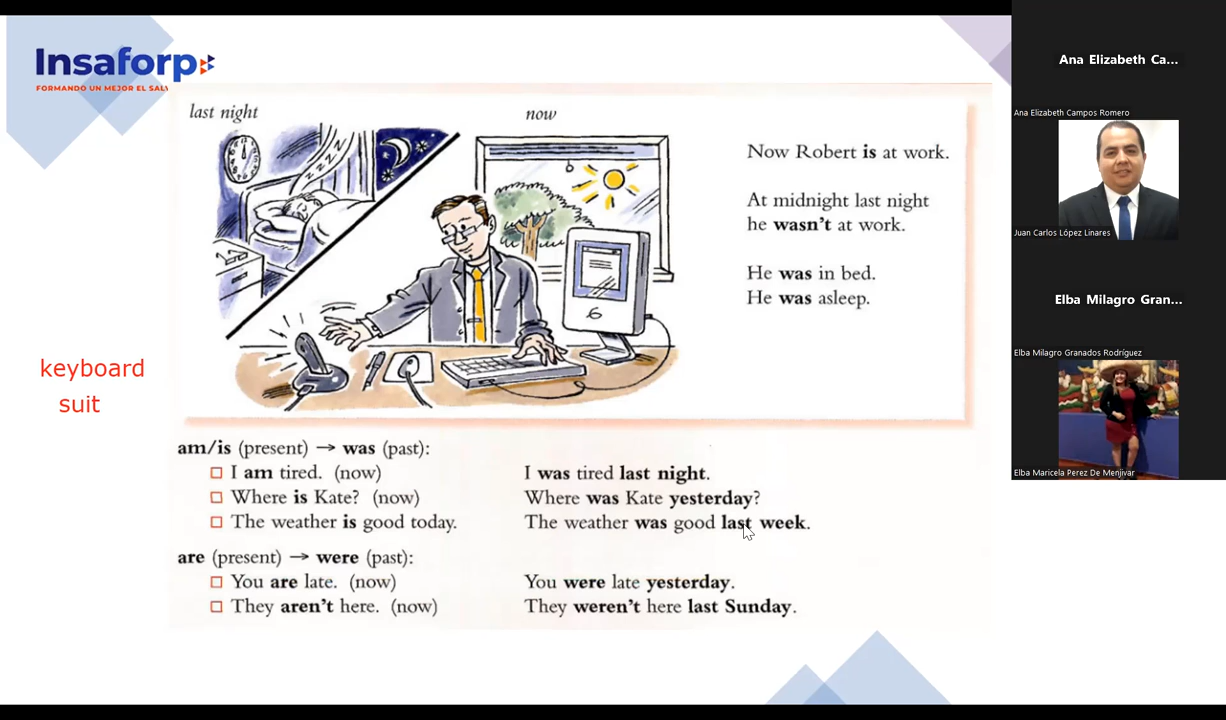 Insaforp
FORMANDO UN MEJOR EL SALV
last night
now
Now Robert is at work.
At midnight last night
he wasn't at work.
He was in bed.
He was asleep.
keyboard
suit
am/is (present) → was (past):
I am tired. (now) I was tired last night.
Where is Kate? (now) Where was Kate yesterday?
The weather is good today. The weather was good last week.
are (present) → were (past):
You are late. (now) You were late yesterday.
They aren't here. (now) They weren't here last Sunday.
Ana Elizabeth Ca...
Ana Elizabeth Campos Romero
Juan Carlos López Linares
Elba Milagro Gran...
Elba Milagro Granados Rodríguez
Elba Maricela Perez De Menjivar